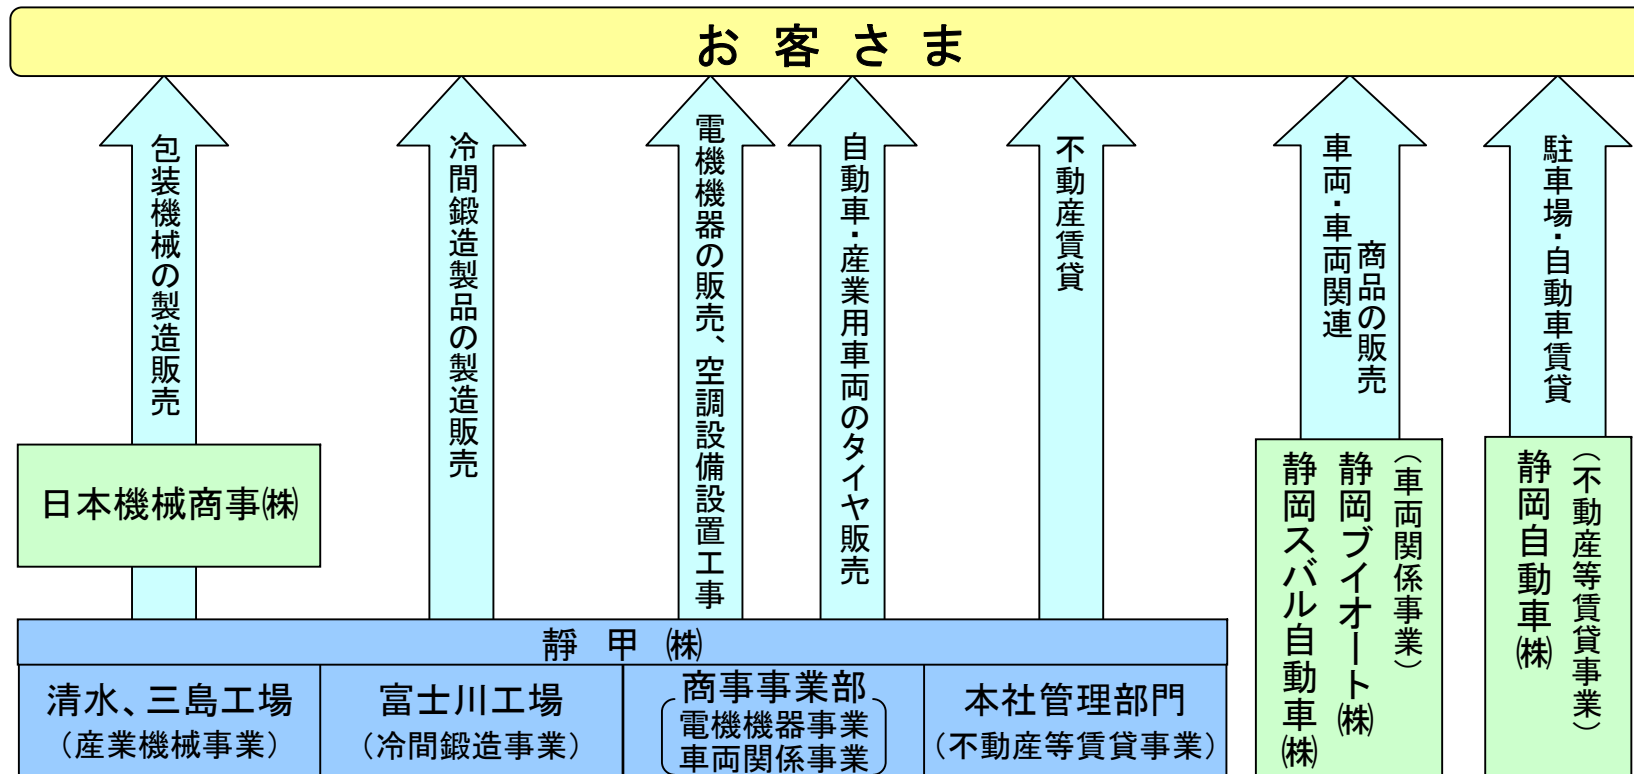 お客さま
包装機械の製造販売
冷間鍛造製品の製造販売
電機機器の販売、空調設備設置工事
自動車・産業用車両のタイヤ販売
不動産賃貸
車両・車両関連
商品の販売
駐車場・自動車賃貸
日本機械商事㈱
静岡スバル自動車㈱
静岡ブイオート㈱
（車両関係事業）
静岡自動車㈱
（不動産等賃貸事業）
靜甲㈱
清水、三島工場
（産業機械事業）
富士川工場
（冷間鍛造事業）
商事事業部
電機機器事業
車両関係事業
本社管理部門
（不動産等賃貸事業）